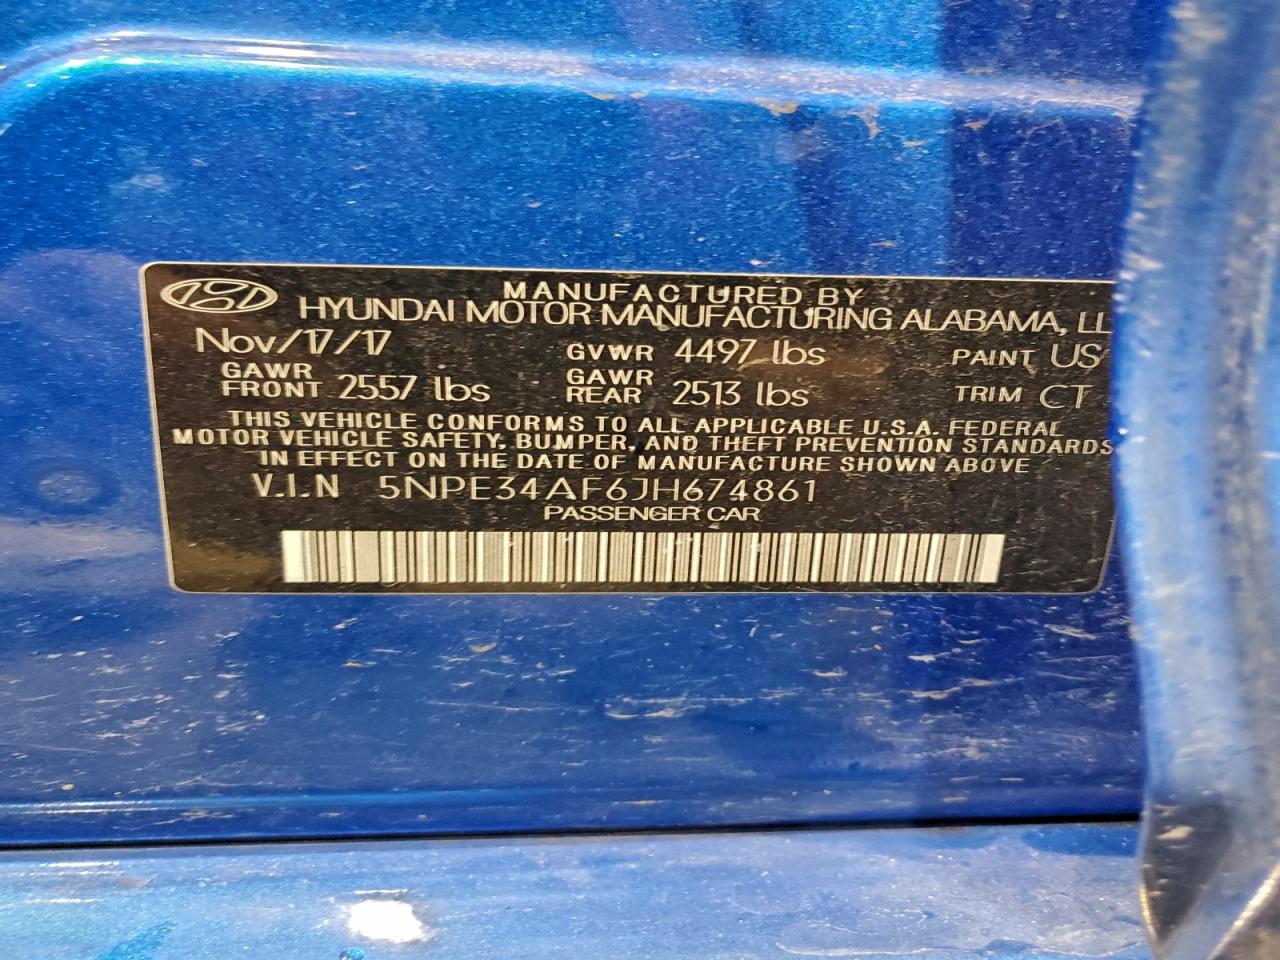 MANUFACTURED BY
HYUNDAI MOTOR MANUFACTURING ALABAMA, LL
Nov/17/17 GVWR 4497 lbs PAINT US
GAWR FRONT 2557 lbs GAWR REAR 2513 lbs TRIM CT
THIS VEHICLE CONFORMS TO ALL APPLICABLE U.S.A. FEDERAL
MOTOR VEHICLE SAFETY, BUMPER, AND THEFT PREVENTION STANDARDS
IN EFFECT ON THE DATE OF MANUFACTURE SHOWN ABOVE
V.I.N 5NPE34AF6JH674861
PASSENGER CAR